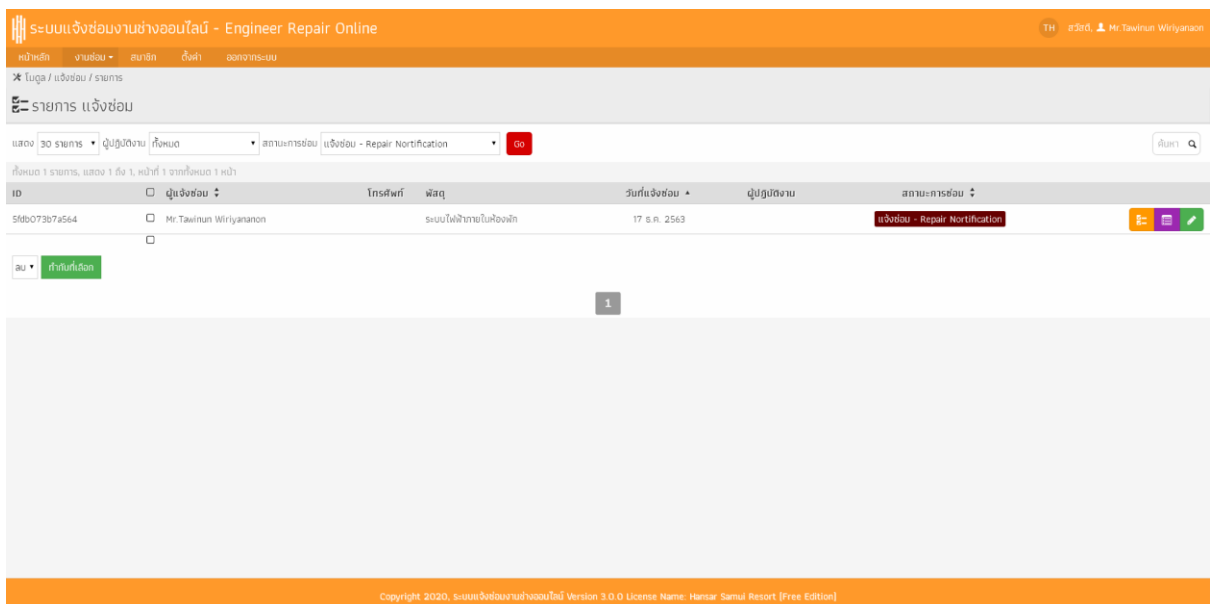 ระบบแจ้งซ่อมงานช่างออนไลน์ - Engineer Repair Online
TH สวัสดี, Mr.Tawinun Wiriyanaon
หน้าหลัก งานซ่อม สมาชิก ตั้งค่า ออกจากระบบ
โมดูล / แจ้งซ่อม / รายการ
รายการ แจ้งซ่อม
แสดง 30 รายการ ผู้ปฏิบัติงาน ทั้งหมด สถานะการซ่อม แจ้งซ่อม - Repair Nortification Go ค้นหา
ทั้งหมด 1 รายการ, แสดง 1 ถึง 1, หน้าที่ 1 จากทั้งหมด 1 หน้า
ID ผู้แจ้งซ่อม โทรศัพท์ พัสดุ วันที่แจ้งซ่อม ผู้ปฏิบัติงาน สถานะการซ่อม
5fdb073b7a564 Mr.Tawinun Wiriyananon ระบบไฟฟ้าภายในห้องพัก 17 ธ.ค. 2563 แจ้งซ่อม - Repair Nortification
ลบ ทำกับที่เลือก
1
Copyright 2020, ระบบแจ้งซ่อมงานช่างออนไลน์ Version 3.0.0 License Name: Hansar Samui Resort [Free Edition]